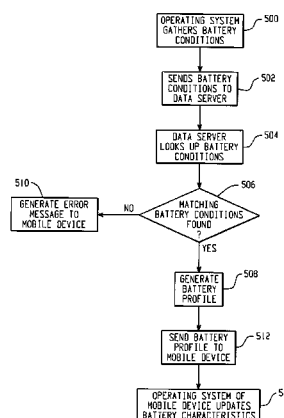 OPERATING SYSTEM
GATHERS BATTERY
CONDITIONS
500
SENDS BATTERY
CONDITIONS TO
DATA SERVER
502
DATA SERVER
LOOKS UP BATTERY
CONDITIONS
504
510
GENERATE ERROR
MESSAGE TO
MOBILE DEVICE
NO
MATCHING
BATTERY CONDITIONS
FOUND
?
506
YES
GENERATE
BATTERY
PROFILE
508
SEND BATTERY
PROFILE TO
MOBILE DEVICE
512
OPERATING SYSTEM OF
MOBILE DEVICE UPDATES
BATTERY CHARACTERISTICS